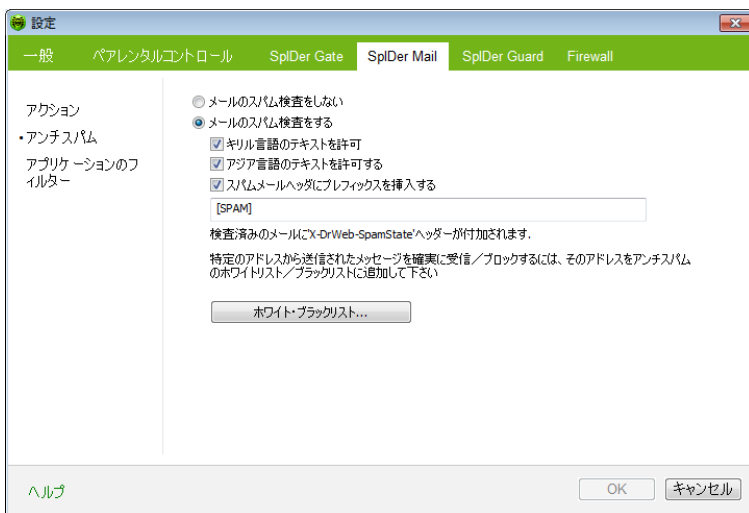 設定
一般
ペアレンタルコントロール
SpIDer Gate
SpIDer Mail
SpIDer Guard
Firewall
アクション
・アンチスパム
アプリケーションのフ
ィルター
メールのスパム検査をしない
メールのスパム検査をする
キリル言語のテキストを許可
アジア言語のテキストを許可する
スパムメールヘッダにプレフィックスを挿入する
[SPAM]
検査済みのメールに'X-DrWeb-SpamState'ヘッダーが付加されます.
特定のアドレスから送信されたメッセージを確実に受信／ブロックするには、そのアドレスをアンチスパム
のホワイトリスト／ブラックリストに追加して下さい
ホワイト・ブラックリスト...
ヘルプ
OK
キャンセル